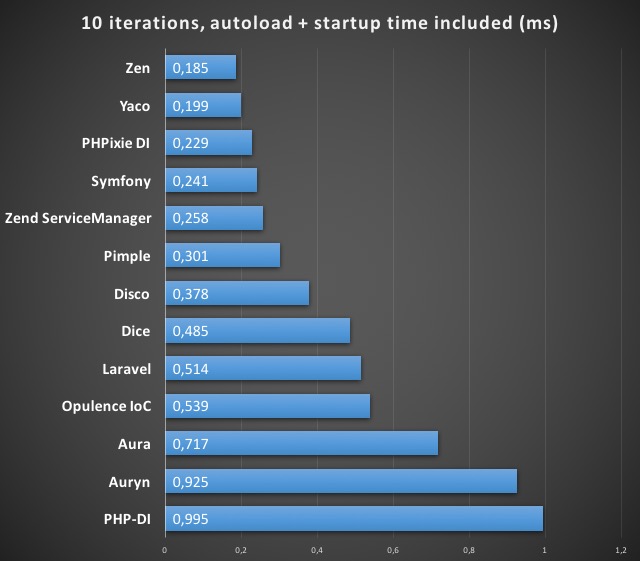 10 iterations, autoload + startup time included (ms)
Zen 0,185
Yaco 0,199
PHPixie DI 0,229
Symfony 0,241
Zend ServiceManager 0,258
Pimple 0,301
Disco 0,378
Dice 0,485
Laravel 0,514
Opulence IoC 0,539
Aura 0,717
Auryn 0,925
PHP-DI 0,995
0 0,2 0,4 0,6 0,8 1 1,2